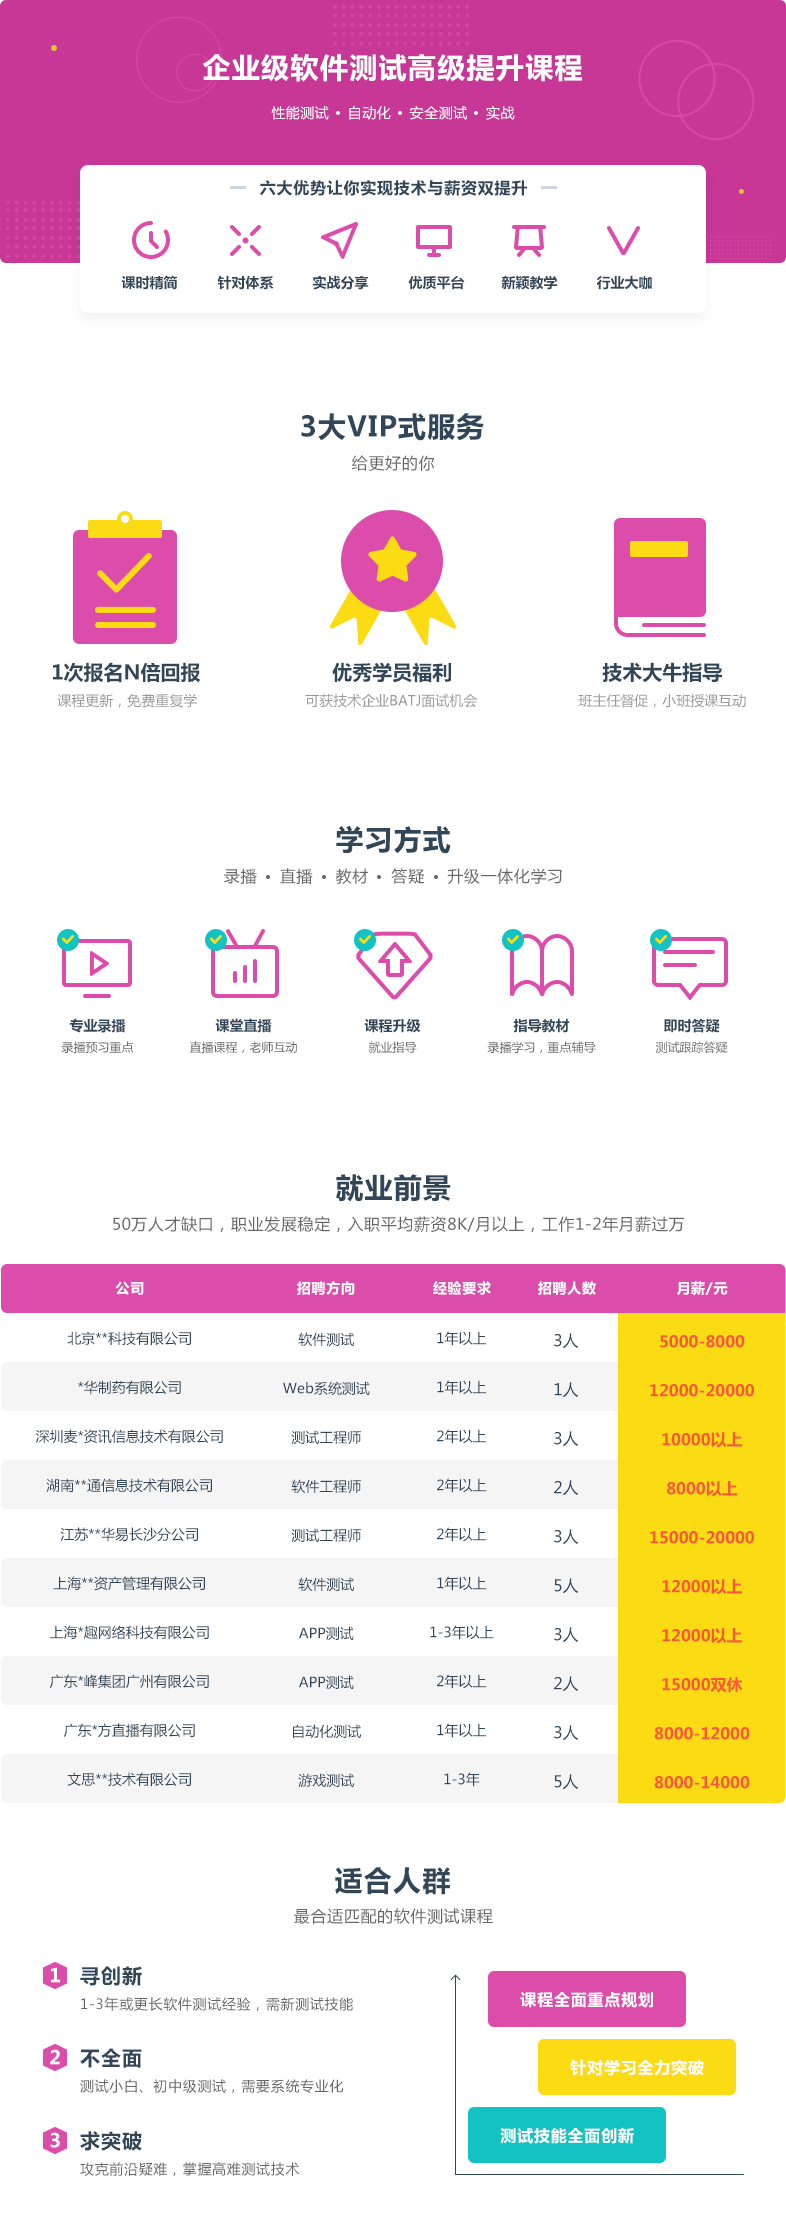 企业级软件测试高级提升课程
性能测试 • 自动化 • 安全测试 • 实战
六大优势让你实现技术与薪资双提升
课时精简 针对体系 实战分享 优质平台 新颖教学 行业大咖
3大VIP式服务
给更好的你
1次报名N倍回报 优秀学员福利 技术大牛指导
课程更新，免费重复学 可获技术企业BATJ面试机会 班主任督促，小班授课互动
学习方式
录播 • 直播 • 教材 • 答疑 • 升级一体化学习
专业录播 课堂直播 课程升级 指导教材 即时答疑
录播预习重点 直播课程，老师互动 就业指导 录播学习，重点辅导 测试跟踪答疑
就业前景
50万人才缺口，职业发展稳定，入职平均薪资8K/月以上，工作1-2年月薪过万
公司 招聘方向 经验要求 招聘人数 月薪/元
北京**科技有限公司 软件测试 1年以上 3人 5000-8000
*华制药有限公司 Web系统测试 1年以上 1人 12000-20000
深圳麦*资讯信息技术有限公司 测试工程师 2年以上 3人 10000以上
湖南**通信息技术有限公司 软件工程师 2年以上 2人 8000以上
江苏**华易长沙分公司 测试工程师 2年以上 3人 15000-20000
上海**资产管理有限公司 软件测试 1年以上 5人 12000以上
上海*趣网络科技有限公司 APP测试 1-3年以上 3人 12000以上
广东*峰集团广州有限公司 APP测试 2年以上 2人 15000双休
广东*方直播有限公司 自动化测试 1年以上 3人 8000-12000
文思**技术有限公司 游戏测试 1-3年 5人 8000-14000
适合人群
最合适匹配的软件测试课程
1 寻创新
1-3年或更长软件测试经验，需新测试技能
2 不全面
测试小白、初中级测试，需要系统专业化
3 求突破
攻克前沿疑难，掌握高难测试技术
课程全面重点规划
针对学习全力突破
测试技能全面创新